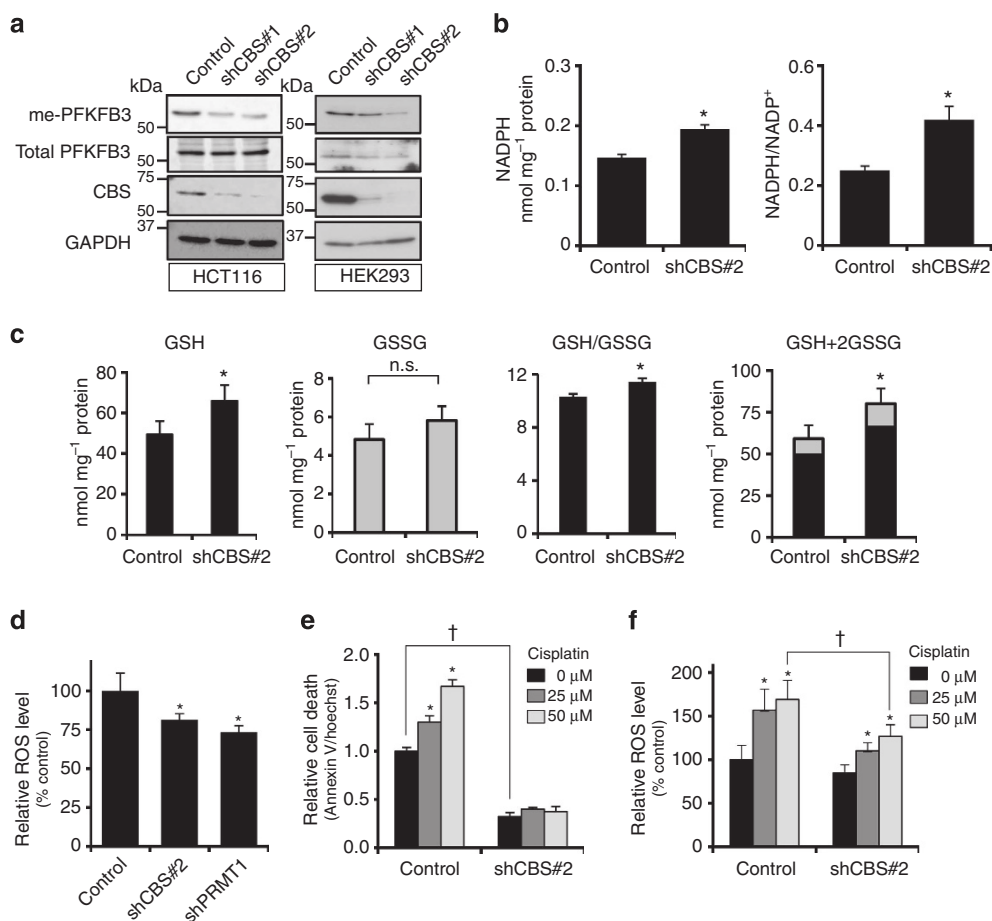 a
Control
shCBS#1
shCBS#2
Control
shCBS#1
shCBS#2
kDa
kDa
me-PFKFB3
50
50
Total PFKFB3
CBS
75
50
75
50
GAPDH
37
37
HCT116
HEK293
b
NADPH
nmol mg⁻¹ protein
0.3
0.2
0.1
0
*
Control
shCBS#2
NADPH/NADP⁺
0.6
0.4
0.2
0
*
Control
shCBS#2
c
GSH
nmol mg⁻¹ protein
80
60
40
20
0
*
Control
shCBS#2
GSSG
8
6
4
2
0
n.s.
Control
shCBS#2
GSH/GSSG
12
8
4
0
*
Control
shCBS#2
GSH+2GSSG
nmol mg⁻¹ protein
100
75
50
25
0
*
Control
shCBS#2
d
Relative ROS level
(% control)
100
75
50
25
0
*
*
Control
shCBS#2
shPRMT1
e
†
Cisplatin
0 μM
25 μM
50 μM
Relative cell death
(Annexin V/hoechst)
2.0
1.5
1.0
0.5
0.0
*
*
Control
shCBS#2
f
†
Cisplatin
0 μM
25 μM
50 μM
Relative ROS level
(% control)
200
150
100
50
0
*
*
*
*
Control
shCBS#2